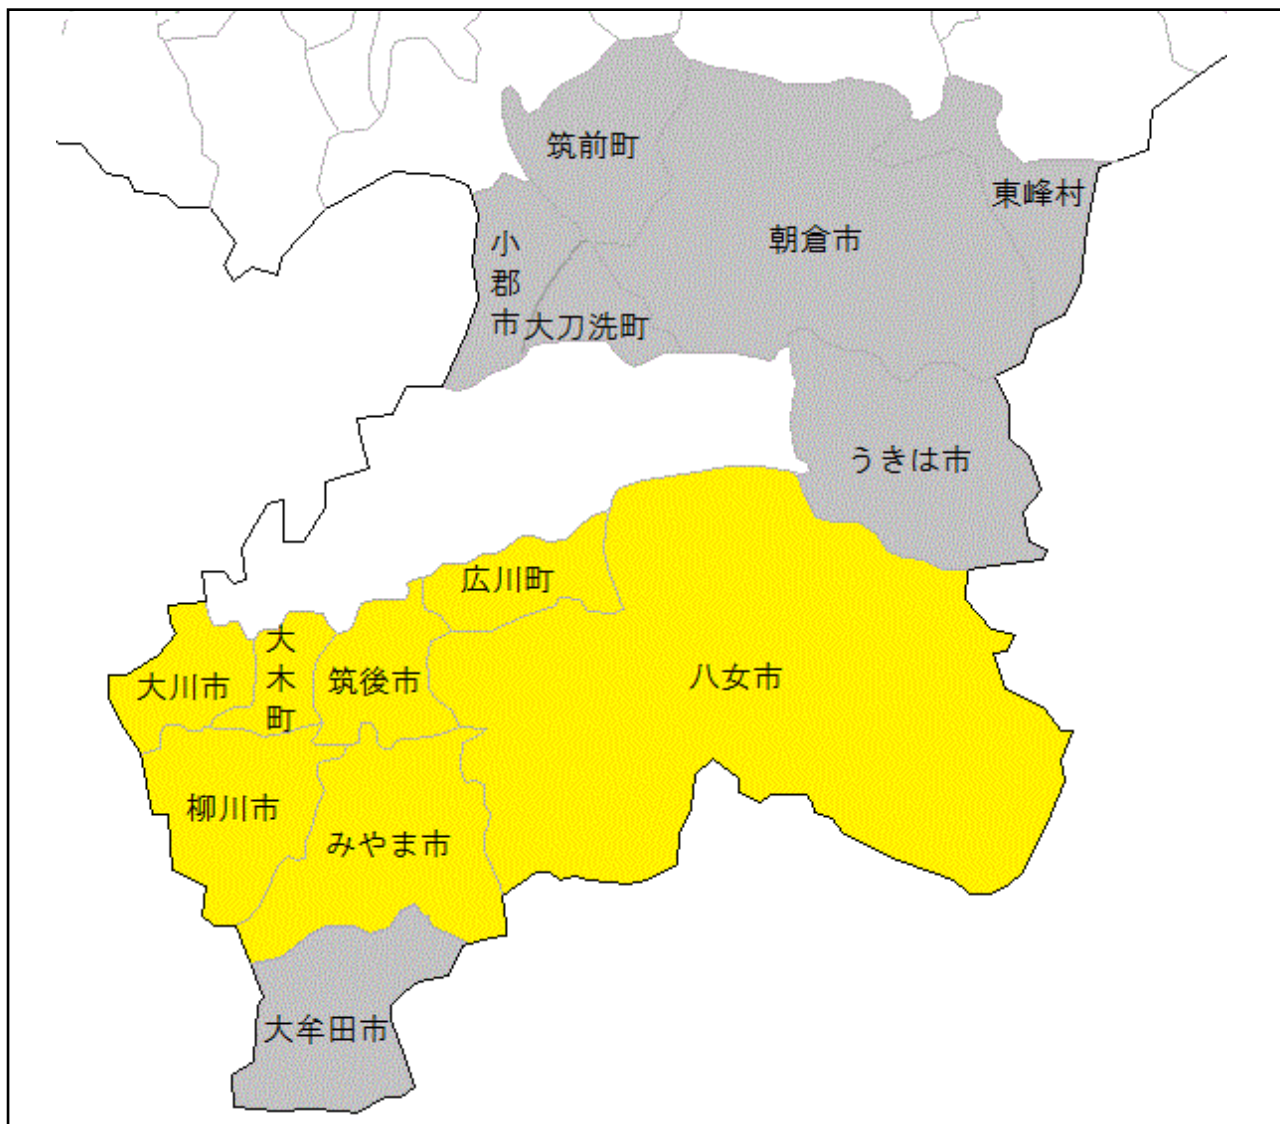 筑前町
東峰村
朝倉市
小郡市
大刀洗町
うきは市
広川町
大木町
八女市
筑後市
大川市
柳川市
みやま市
大牟田市